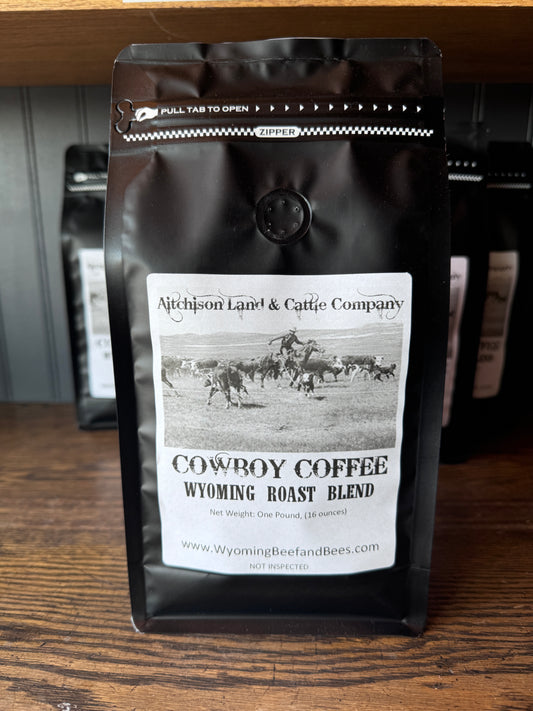 PULL TAB TO OPEN
ZIPPER
Aitchison Land & Cattle Company
COWBOY COFFEE
WYOMING ROAST BLEND
Net Weight: One Pound, (16 ounces)
www.WyomingBeefandBees.com
NOT INSPECTED